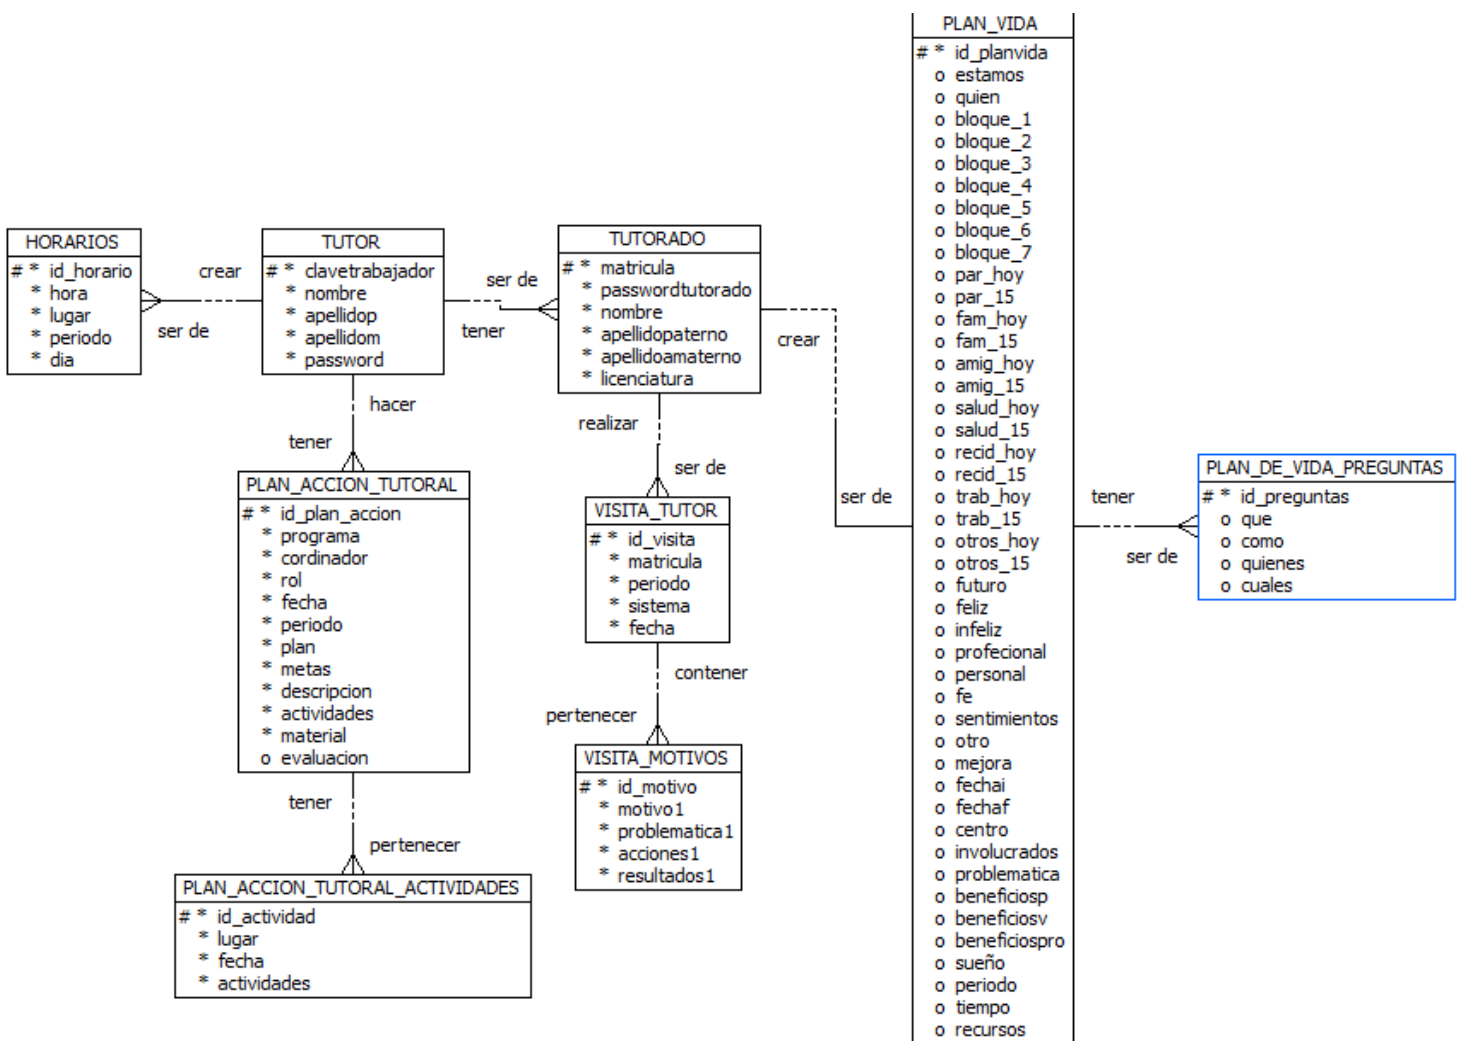 HORARIOS
# * id_horario
* hora
* lugar
* periodo
* dia
crear
ser de
TUTOR
# * clavetrabajador
* nombre
* apellidop
* apellidom
* password
ser de
tener
TUTORADO
# * matricula
* passwordtutorado
* nombre
* apellidopaterno
* apellidoamaterno
* licenciatura
crear
ser de
hacer
tener
PLAN_ACCION_TUTORAL
# * id_plan_accion
* programa
* cordinador
* rol
* fecha
* periodo
* plan
* metas
* descripcion
* actividades
* material
o evaluacion
tener
pertenecer
PLAN_ACCION_TUTORAL_ACTIVIDADES
# * id_actividad
* lugar
* fecha
* actividades
realizar
ser de
VISITA_TUTOR
# * id_visita
* matricula
* periodo
* sistema
* fecha
contener
pertenecer
VISITA_MOTIVOS
# * id_motivo
* motivo1
* problematica1
* acciones1
* resultados1
PLAN_VIDA
# * id_planvida
o estamos
o quien
o bloque_1
o bloque_2
o bloque_3
o bloque_4
o bloque_5
o bloque_6
o bloque_7
o par_hoy
o par_15
o fam_hoy
o fam_15
o amig_hoy
o amig_15
o salud_hoy
o salud_15
o recid_hoy
o recid_15
o trab_hoy
o trab_15
o otros_hoy
o otros_15
o futuro
o feliz
o infeliz
o profecional
o personal
o fe
o sentimientos
o otro
o mejora
o fechai
o fechaf
o centro
o involucrados
o problematica
o beneficiosp
o beneficiosv
o beneficiospro
o sueño
o periodo
o tiempo
o recursos
tener
ser de
PLAN_DE_VIDA_PREGUNTAS
# * id_preguntas
o que
o como
o quienes
o cuales